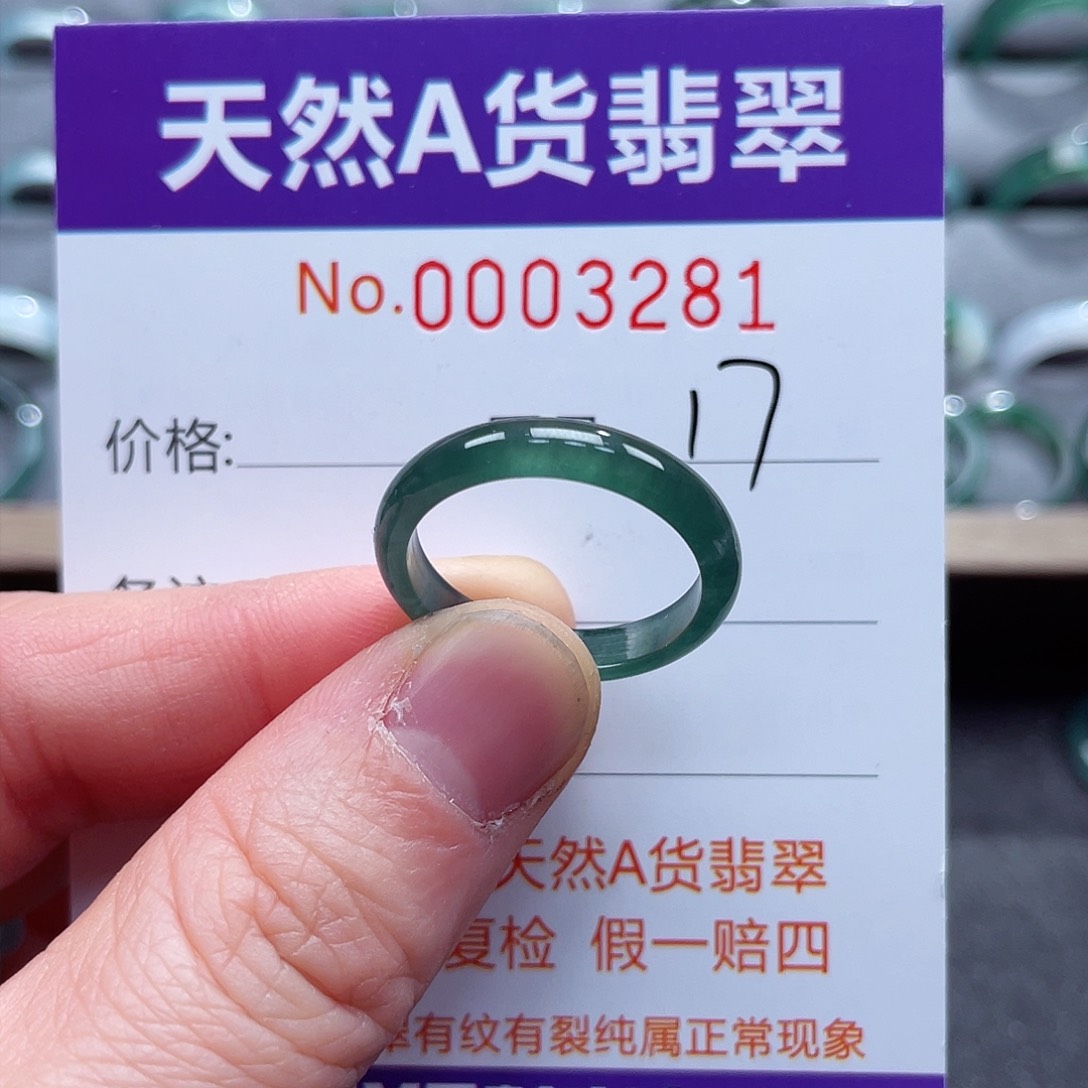 天然A货翡翠
No.0003281
17
价格:
天然A货翡翠
复检 假一赔四
有纹有裂纯属正常现象